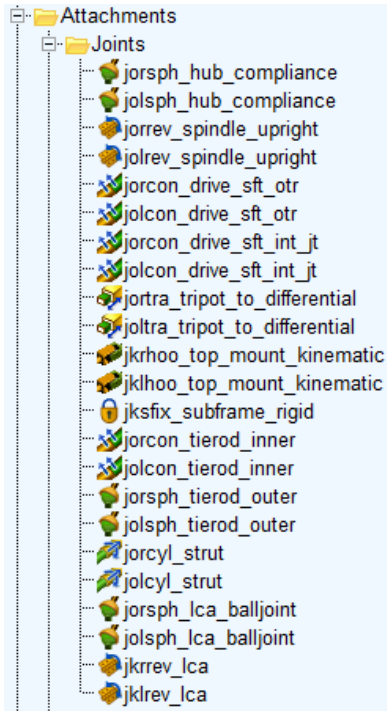 Attachments
Joints
jorsph_hub_compliance
jolsph_hub_compliance
jorrev_spindle_upright
jolrev_spindle_upright
jorcon_drive_sft_otr
jolcon_drive_sft_otr
jorcon_drive_sft_int_jt
jolcon_drive_sft_int_jt
jortra_tripot_to_differential
joltra_tripot_to_differential
jkrhoo_top_mount_kinematic
jklhoo_top_mount_kinematic
jksfix_subframe_rigid
jorcon_tierod_inner
jolcon_tierod_inner
jorsph_tierod_outer
jolsph_tierod_outer
jorcyl_strut
jolcyl_strut
jorsph_lca_balljoint
jolsph_lca_balljoint
jkrrev_lca
jklrev_lca